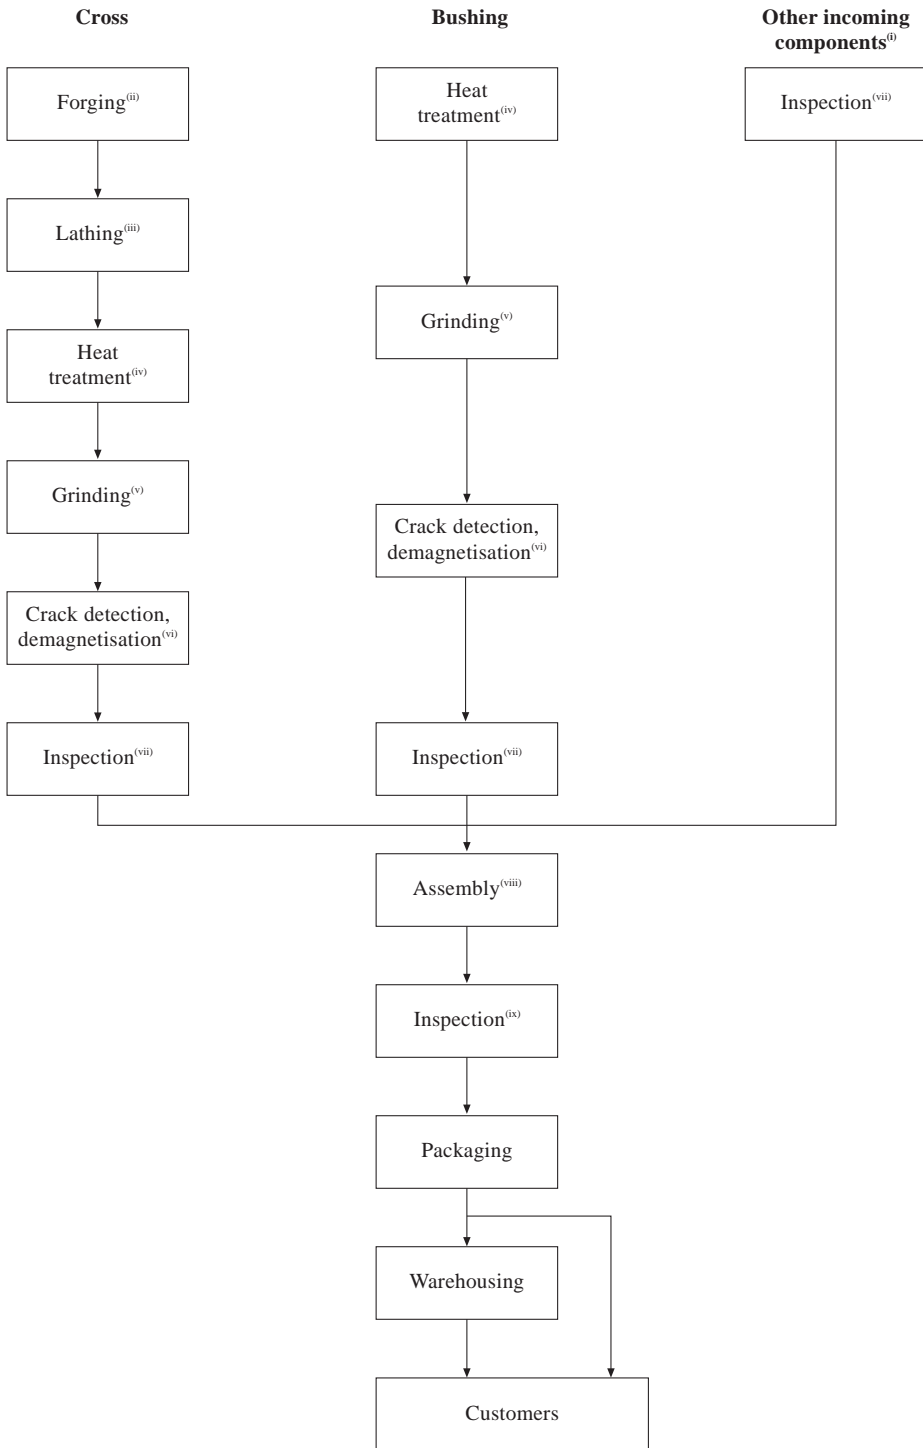 Cross
Bushing
Other incoming
components(i)
Forging(ii)
Heat
treatment(iv)
Inspection(vii)
Lathing(iii)
Grinding(v)
Heat
treatment(iv)
Grinding(v)
Crack detection,
demagnetisation(vi)
Crack detection,
demagnetisation(vi)
Inspection(vii)
Inspection(vii)
Assembly(viii)
Inspection(ix)
Packaging
Warehousing
Customers